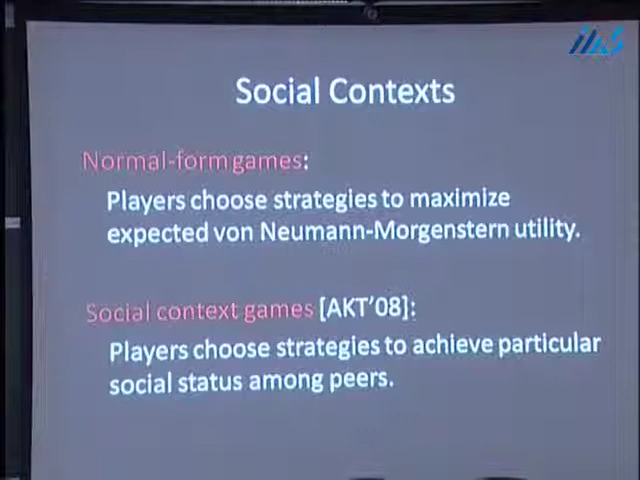 Social Contexts
Normal-form games:
Players choose strategies to maximize
expected von Neumann-Morgenstern utility.
Social context games [AKT'08]:
Players choose strategies to achieve particular
social status among peers.